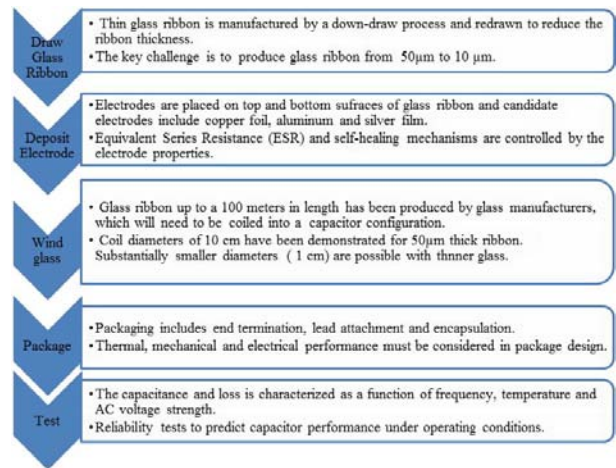 Draw
Glass
Ribbon
• Thin glass ribbon is manufactured by a down-draw process and redrawn to reduce the
ribbon thickness.
• The key challenge is to produce glass ribbon from 50µm to 10 µm.
Deposit
Electrode
• Electrodes are placed on top and bottom sufraces of glass ribbon and candidate
electrodes include copper foil, aluminum and silver film.
• Equivalent Series Resistance (ESR) and self-healing mechanisms are controlled by the
electrode properties.
Wind
glass
• Glass ribbon up to a 100 meters in length has been produced by glass manufacturers,
which will need to be coiled into a capacitor configuration.
• Coil diameters of 10 cm have been demonstrated for 50µm thick ribbon.
Substantially smaller diameters ( 1 cm) are possible with thnner glass.
Package
• Packaging includes end termination, lead attachment and encapsulation.
• Thermal, mechanical and electrical performance must be considered in package design.
Test
• The capacitance and loss is characterized as a function of frequency, temperature and
AC voltage strength.
• Reliability tests to predict capacitor performance under operating conditions.